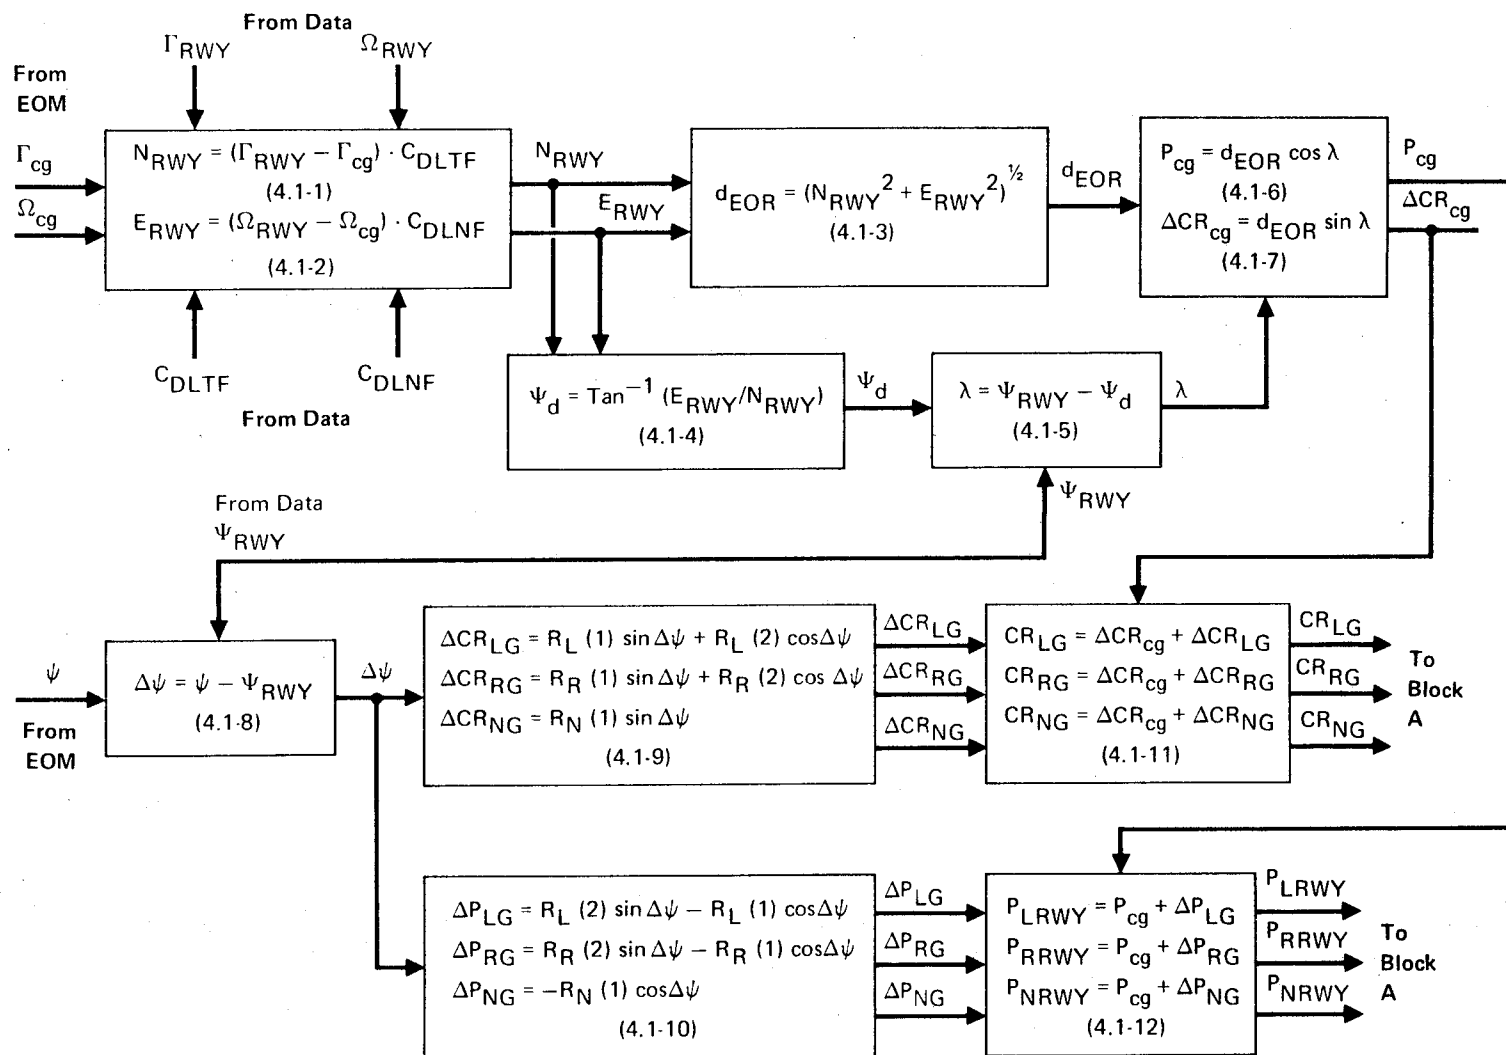 From Data
Γ_RWY
Ω_RWY
From
EOM
Γ_cg
Ω_cg
N_RWY = (Γ_RWY – Γ_cg) · C_DLTF
(4.1-1)
E_RWY = (Ω_RWY – Ω_cg) · C_DLNF
(4.1-2)
C_DLTF
C_DLNF
From Data
N_RWY
E_RWY
d_EOR = (N_RWY² + E_RWY²)^½
(4.1-3)
d_EOR
P_cg = d_EOR cos λ
(4.1-6)
ΔCR_cg = d_EOR sin λ
(4.1-7)
P_cg
ΔCR_cg
Ψ_d = Tan⁻¹ (E_RWY/N_RWY)
(4.1-4)
Ψ_d
λ = Ψ_RWY – Ψ_d
(4.1-5)
λ
Ψ_RWY
From Data
Ψ_RWY
ψ
From
EOM
Δψ = ψ – Ψ_RWY
(4.1-8)
Δψ
ΔCR_LG = R_L (1) sin Δψ + R_L (2) cosΔψ
ΔCR_RG = R_R (1) sinΔψ + R_R (2) cos Δψ
ΔCR_NG = R_N (1) sinΔψ
(4.1-9)
ΔCR_LG
ΔCR_RG
ΔCR_NG
CR_LG = ΔCR_cg + ΔCR_LG
CR_RG = ΔCR_cg + ΔCR_RG
CR_NG = ΔCR_cg + ΔCR_NG
(4.1-11)
CR_LG
CR_RG
CR_NG
To
Block
A
ΔP_LG = R_L (2) sinΔψ – R_L (1) cosΔψ
ΔP_RG = R_R (2) sinΔψ – R_R (1) cosΔψ
ΔP_NG = -R_N (1) cosΔψ
(4.1-10)
ΔP_LG
ΔP_RG
ΔP_NG
P_LRWY = P_cg + ΔP_LG
P_RRWY = P_cg + ΔP_RG
P_NRWY = P_cg + ΔP_NG
(4.1-12)
P_LRWY
P_RRWY
P_NRWY
To
Block
A